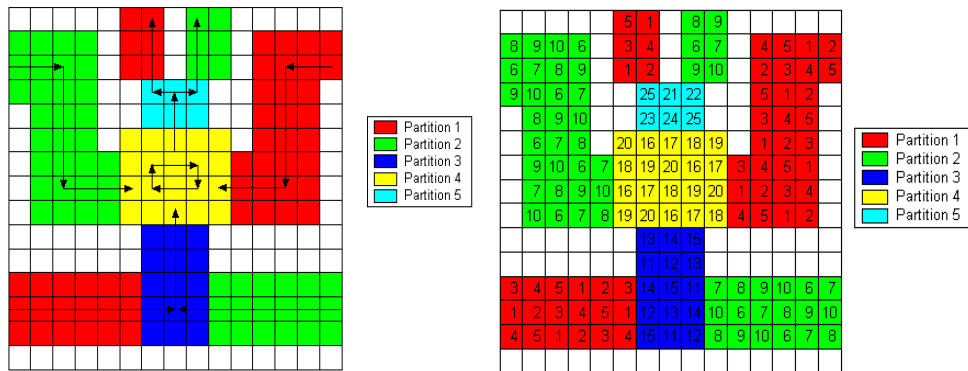 Partition 1
Partition 2
Partition 3
Partition 4
Partition 5
5 1 8 9
8 9 10 6 3 4 6 7 4 5 1 2
6 7 8 9 1 2 9 10 2 3 4 5
9 10 6 7 25 21 22 5 1 2
8 9 10 23 24 25 3 4 5
6 7 8 20 16 17 18 19 1 2 3
9 10 6 7 18 19 20 16 17 3 4 5 1
7 8 9 10 16 17 18 19 20 1 2 3 4
10 6 7 8 19 20 16 17 18 4 5 1 2
13 14 15
11 12 13
3 4 5 1 2 3 14 15 11 7 8 9 10 6 7
1 2 3 4 5 1 12 13 14 10 6 7 8 9 10
4 5 1 2 3 4 15 11 12 8 9 10 6 7 8
Partition 1
Partition 2
Partition 3
Partition 4
Partition 5